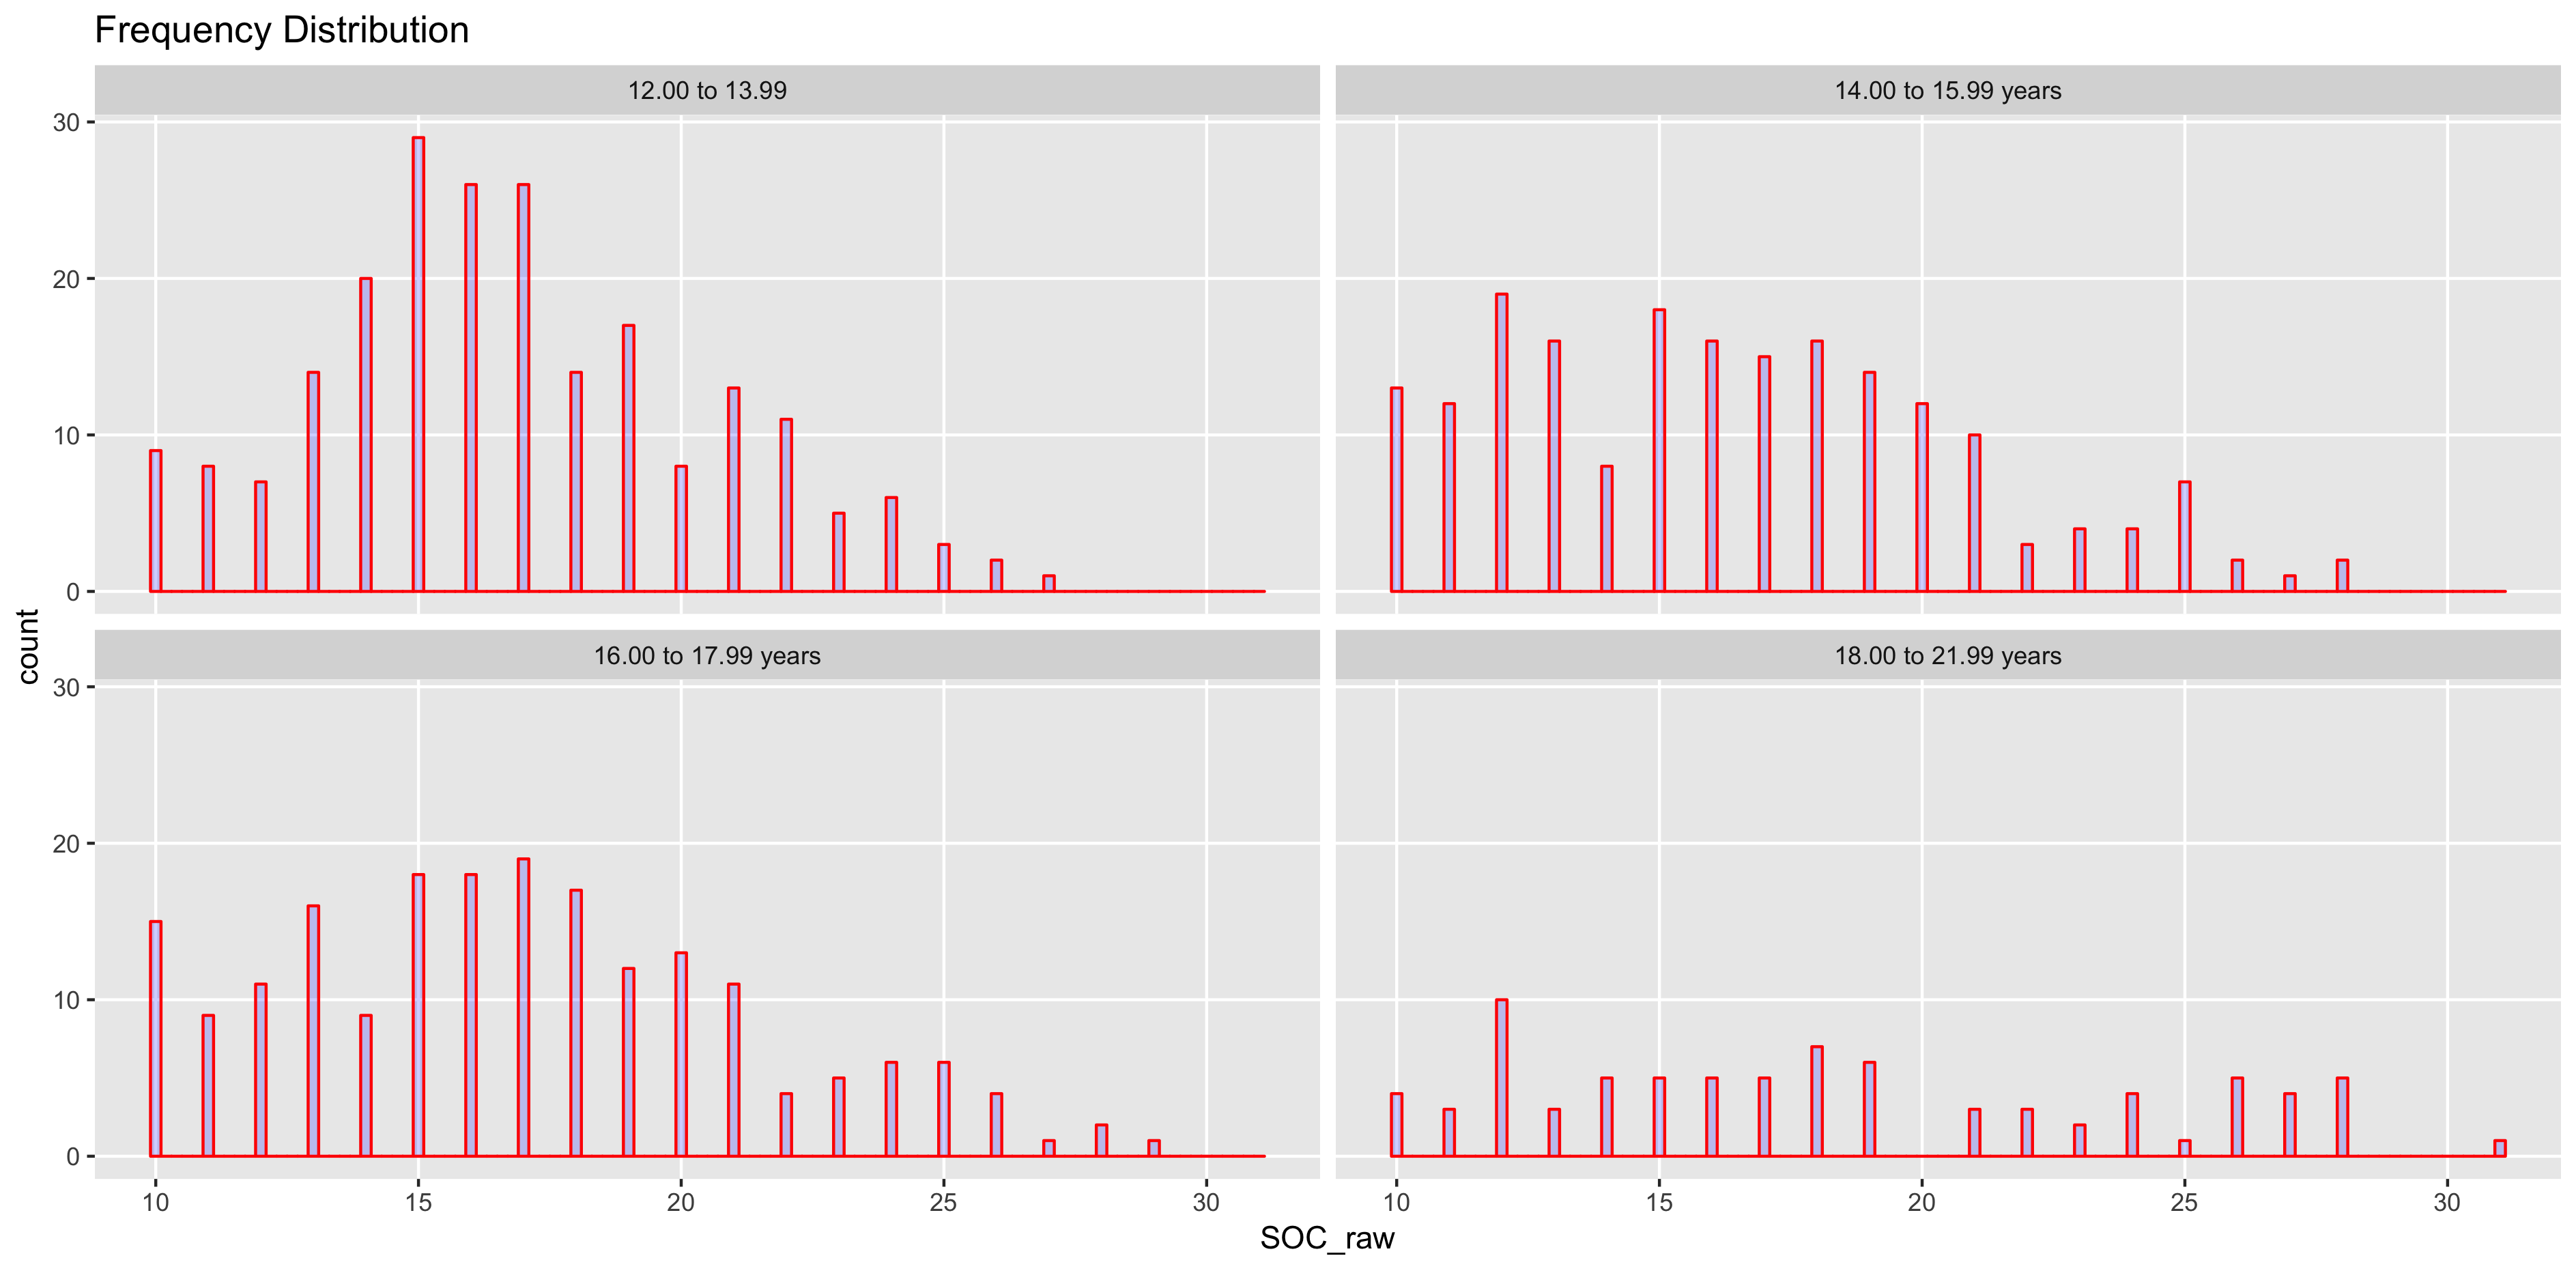 Frequency Distribution
12.00 to 13.99
14.00 to 15.99 years
30
20
10
0
count
16.00 to 17.99 years
18.00 to 21.99 years
30
20
10
0
10 15 20 25 30
10 15 20 25 30
SOC_raw